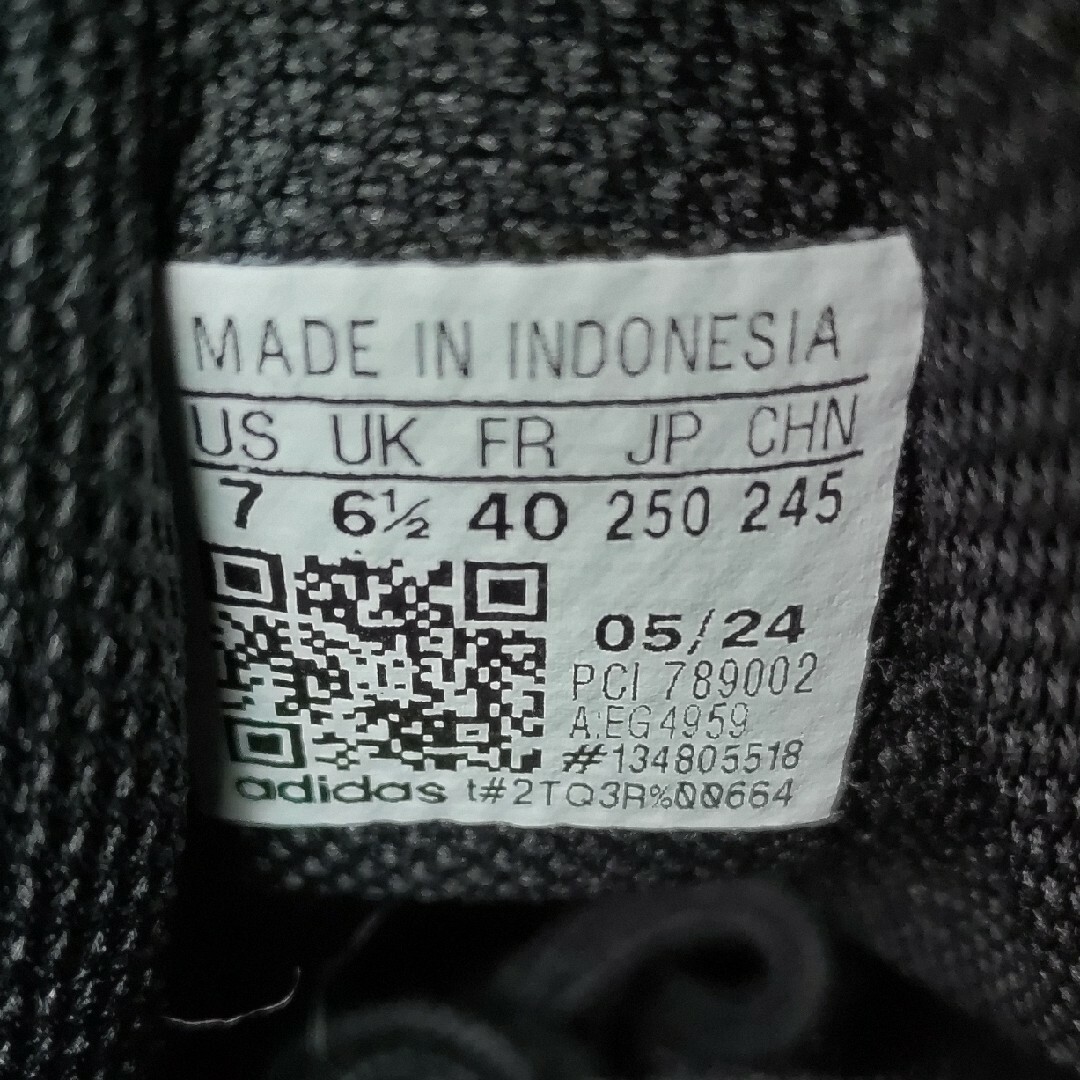 MADE IN INDONESIA
US UK FR JP CHN
7 6½ 40 250 245
05/24
PCI 789002
A:EG4959
#134805518
adidas t#2TQ3R%00664